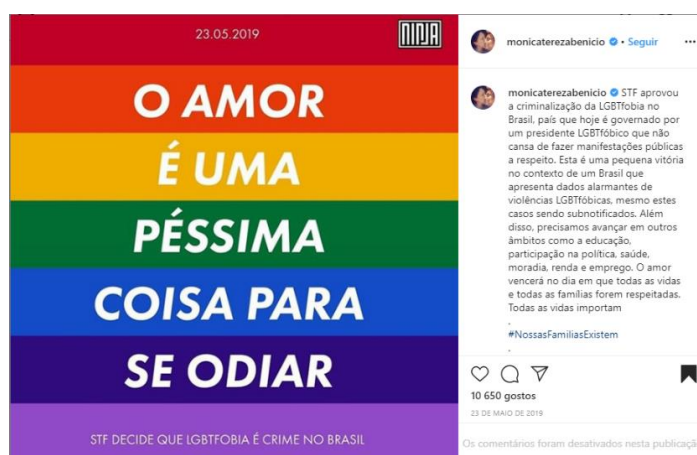 23.05.2019
NINJA
O AMOR
É UMA
PÉSSIMA
COISA PARA
SE ODIAR
STF DECIDE QUE LGBTFOBIA É CRIME NO BRASIL
monicaterezabenicio • Seguir
monicaterezabenicio STF aprovou
a criminalização da LGBTfobia no
Brasil, país que hoje é governado por
um presidente LGBTfóbico que não
cansa de fazer manifestações públicas
a respeito. Esta é uma pequena vitória
no contexto de um Brasil que
apresenta dados alarmantes de
violências LGBTfóbicas, mesmo estes
casos sendo subnotificados. Além
disso, precisamos avançar em outros
âmbitos como a educação,
participação na política, saúde,
moradia, renda e emprego. O amor
vencerá no dia em que todas as vidas
e todas as famílias forem respeitadas.
Todas as vidas importam
.
#NossasFamiliasExistem
.
10 650 gostos
23 DE MAIO DE 2019
Os comentários foram desativados nesta publicaçã